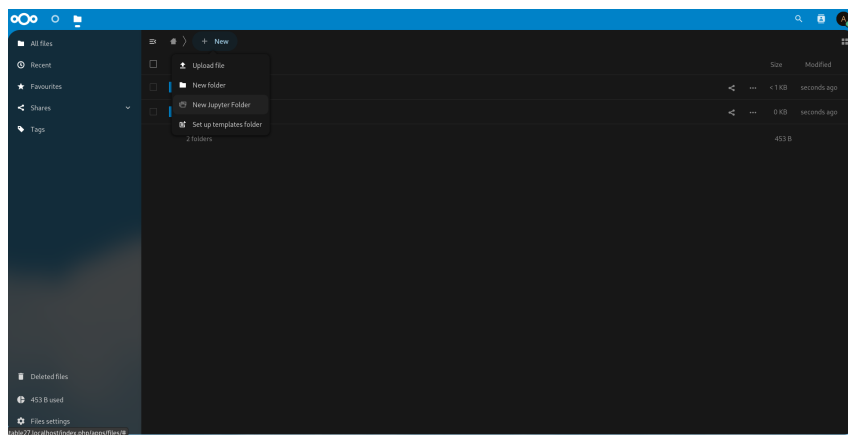 A
All files
+ New
Recent
Upload file
Size
Modified
Favourites
New folder
< 1 KB
seconds ago
Shares
New Jupyter Folder
0 KB
seconds ago
Tags
Set up templates folder
2 folders
453 B
Deleted files
453 B used
Files settings
table27.localhost/index.php/apps/files/#